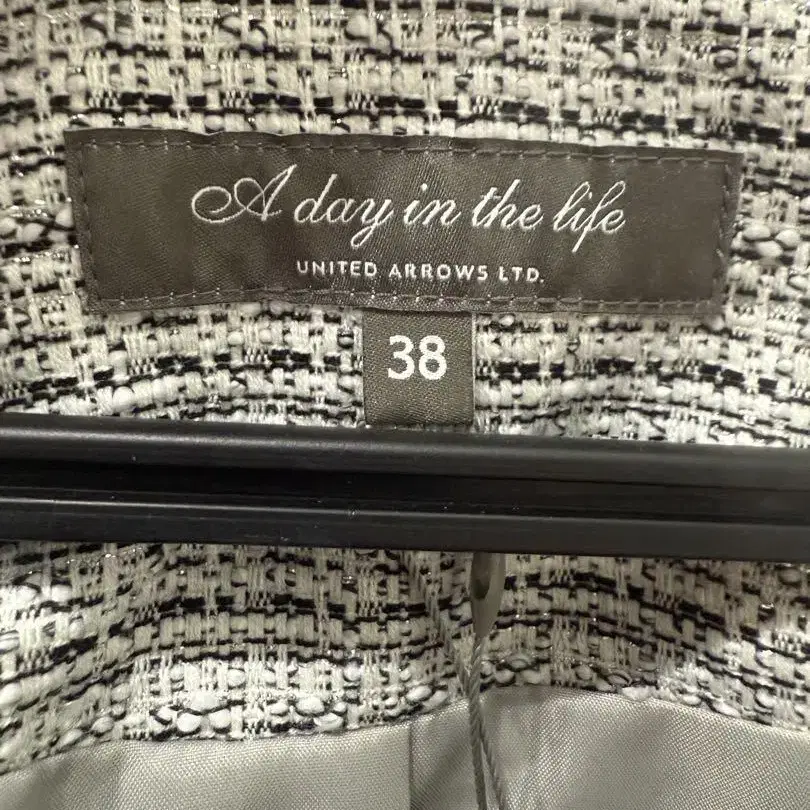 A day in the life
UNITED ARROWS LTD.
38